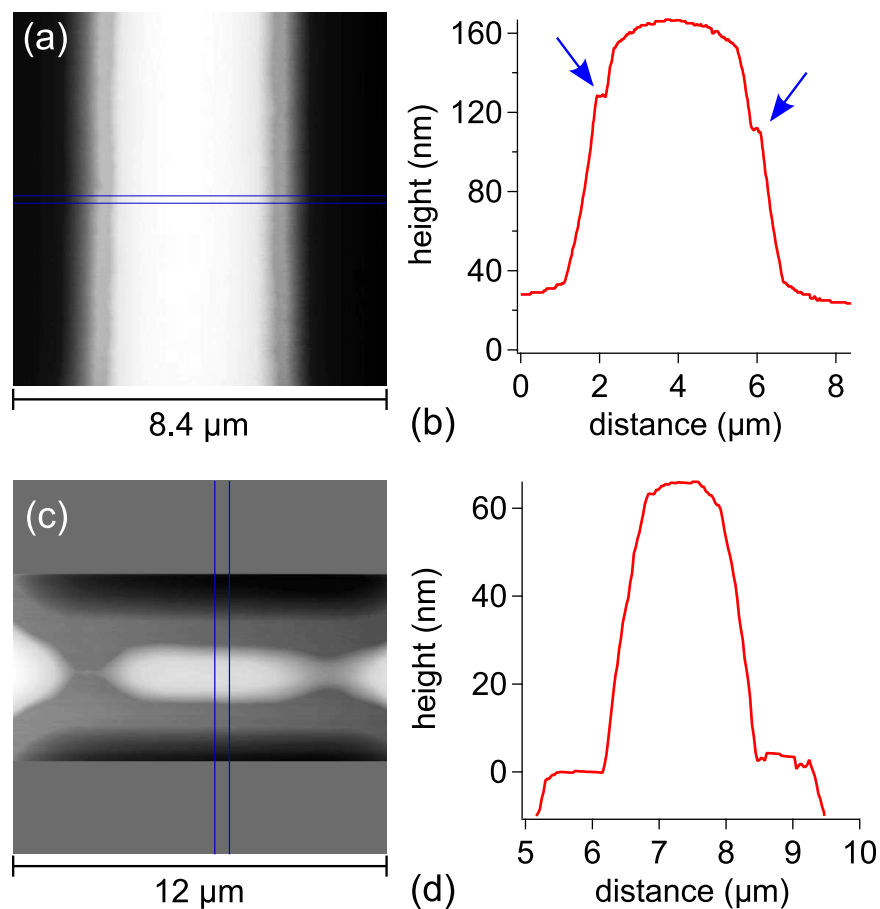 (a)
8.4 µm
(b)
height (nm)
160
120
80
40
0
0 2 4 6 8
distance (µm)
(c)
12 µm
(d)
height (nm)
60
40
20
0
5 6 7 8 9 10
distance (µm)